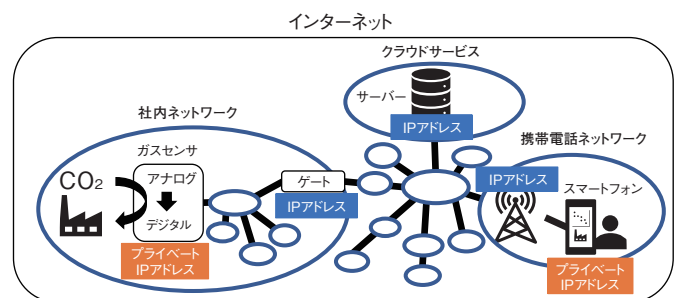 インターネット
クラウドサービス
サーバー
IPアドレス
社内ネットワーク
ガスセンサ
CO₂
アナログ
デジタル
プライベート
IPアドレス
ゲート
IPアドレス
携帯電話ネットワーク
IPアドレス
スマートフォン
プライベート
IPアドレス